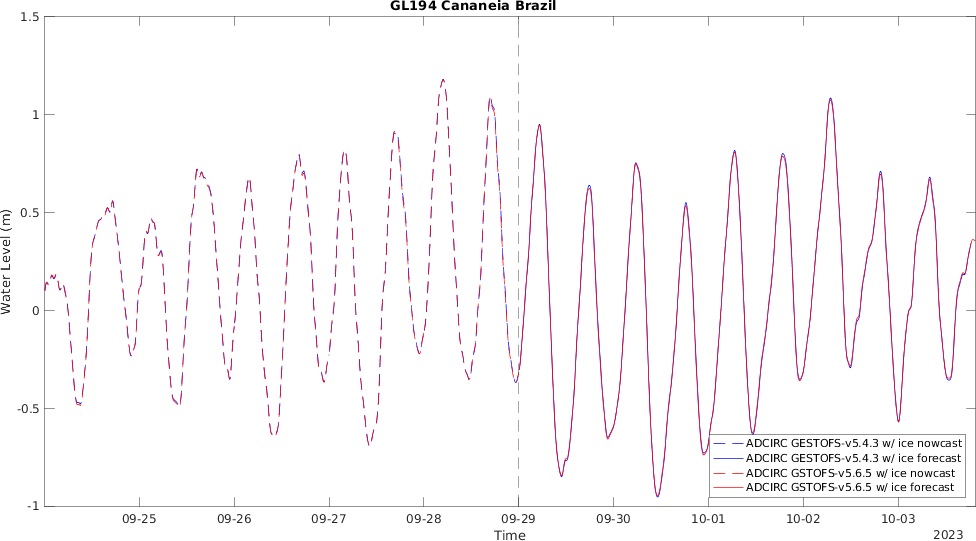 GL194 Cananeia Brazil
1.5
1
0.5
0
-0.5
-1
Water Level (m)
ADCIRC GESTOFS-v5.4.3 w/ ice nowcast
ADCIRC GESTOFS-v5.4.3 w/ ice forecast
ADCIRC GSTOFS-v5.6.5 w/ ice nowcast
ADCIRC GSTOFS-v5.6.5 w/ ice forecast
09-25 09-26 09-27 09-28 09-29 09-30 10-01 10-02 10-03
Time
2023